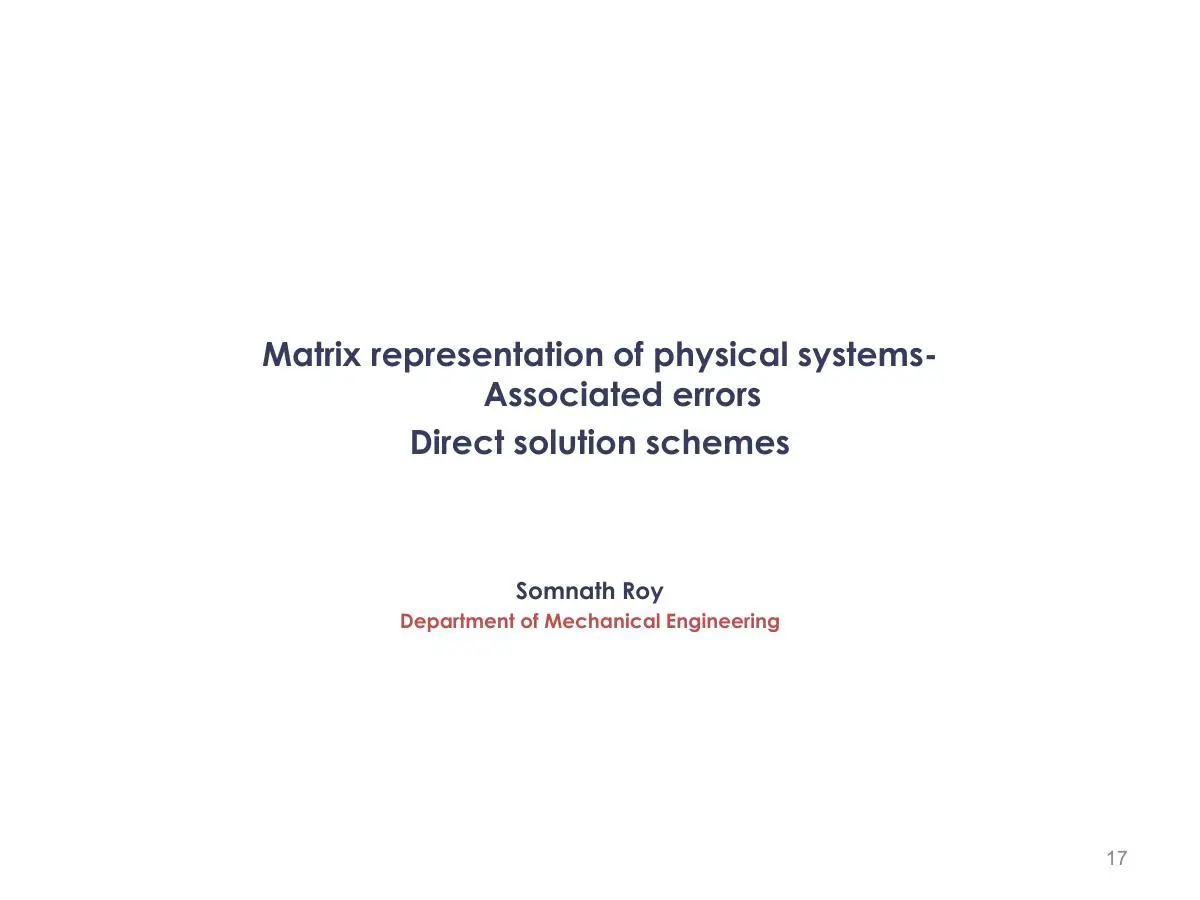 Matrix representation of physical systems-
Associated errors
Direct solution schemes
Somnath Roy
Department of Mechanical Engineering
17